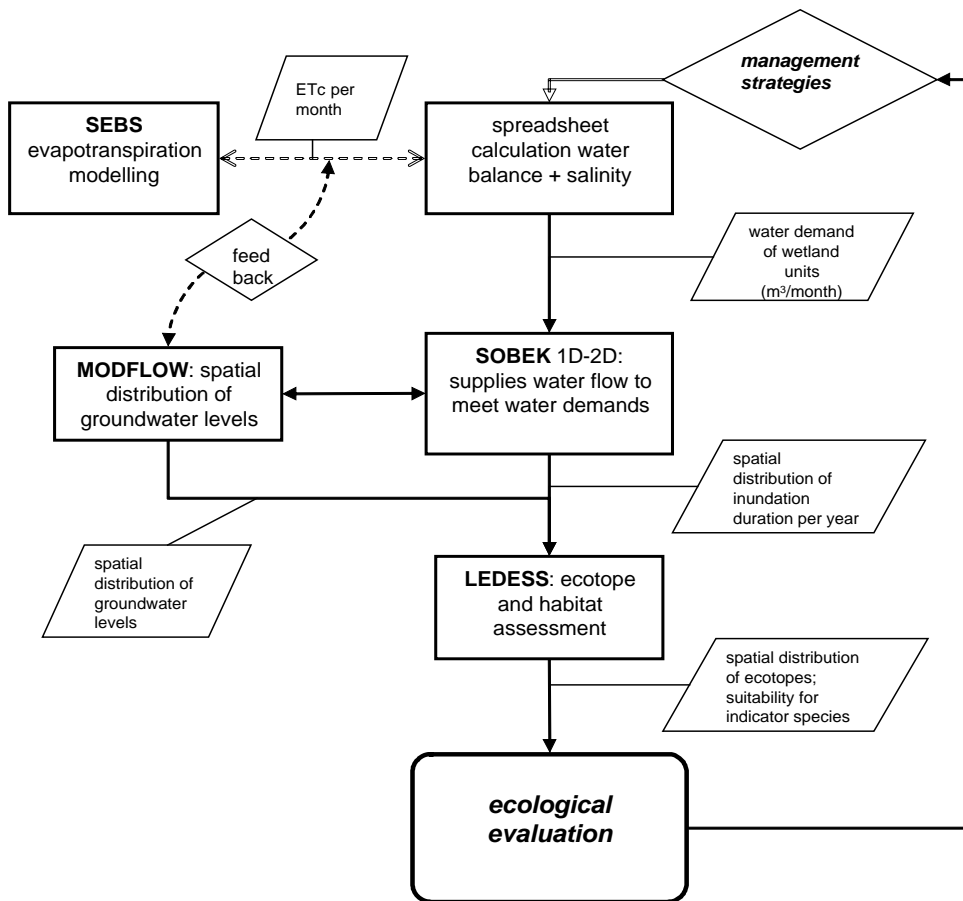 management
strategies
ETc per
month
SEBS
evapotranspiration
modelling
spreadsheet
calculation water
balance + salinity
water demand
of wetland
units
(m³/month)
feed
back
MODFLOW: spatial
distribution of
groundwater levels
SOBEK 1D-2D:
supplies water flow to
meet water demands
spatial
distribution of
inundation
duration per year
spatial
distribution of
groundwater
levels
LEDESS: ecotope
and habitat
assessment
spatial distribution
of ecotopes;
suitability for
indicator species
ecological
evaluation